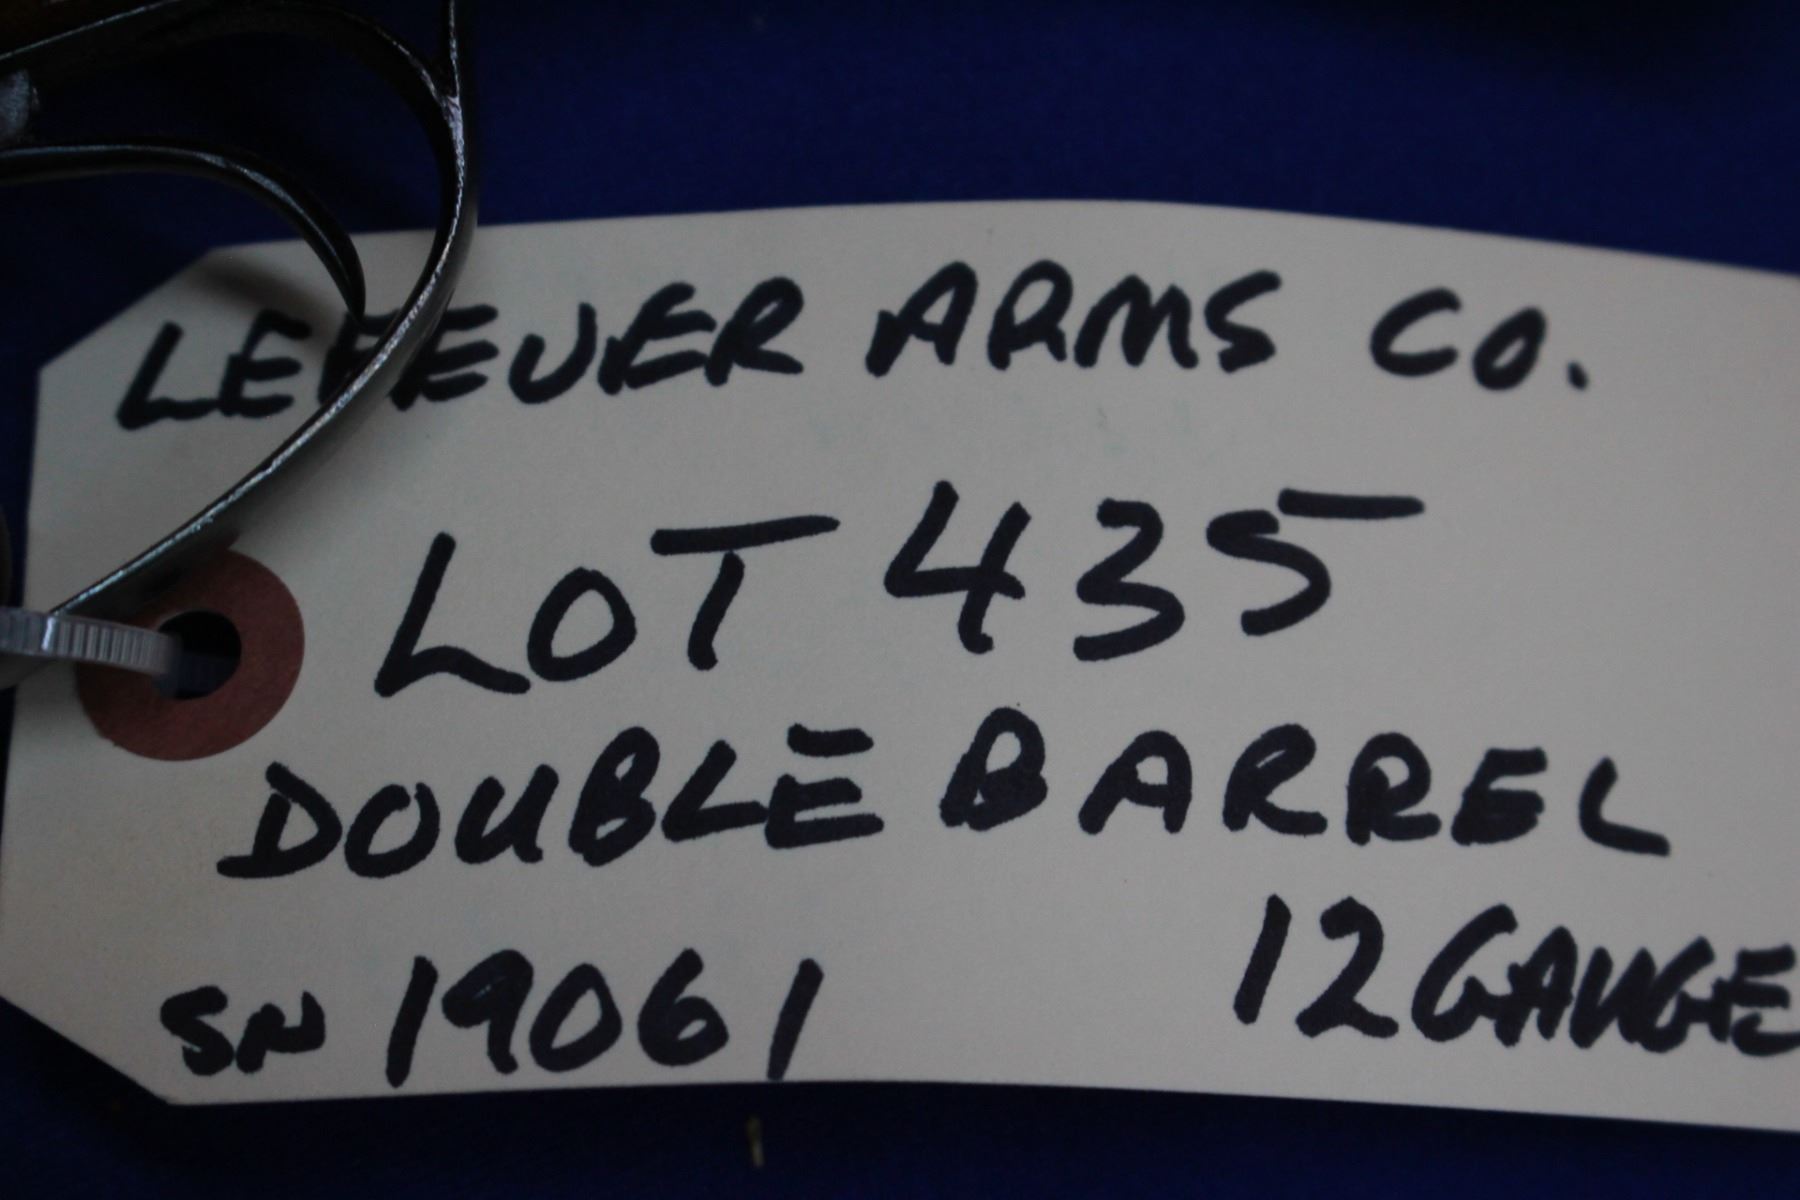 LEFEVER ARMS CO.
LOT 435
DOUBLE BARREL
12 GAUGE
SN 19061